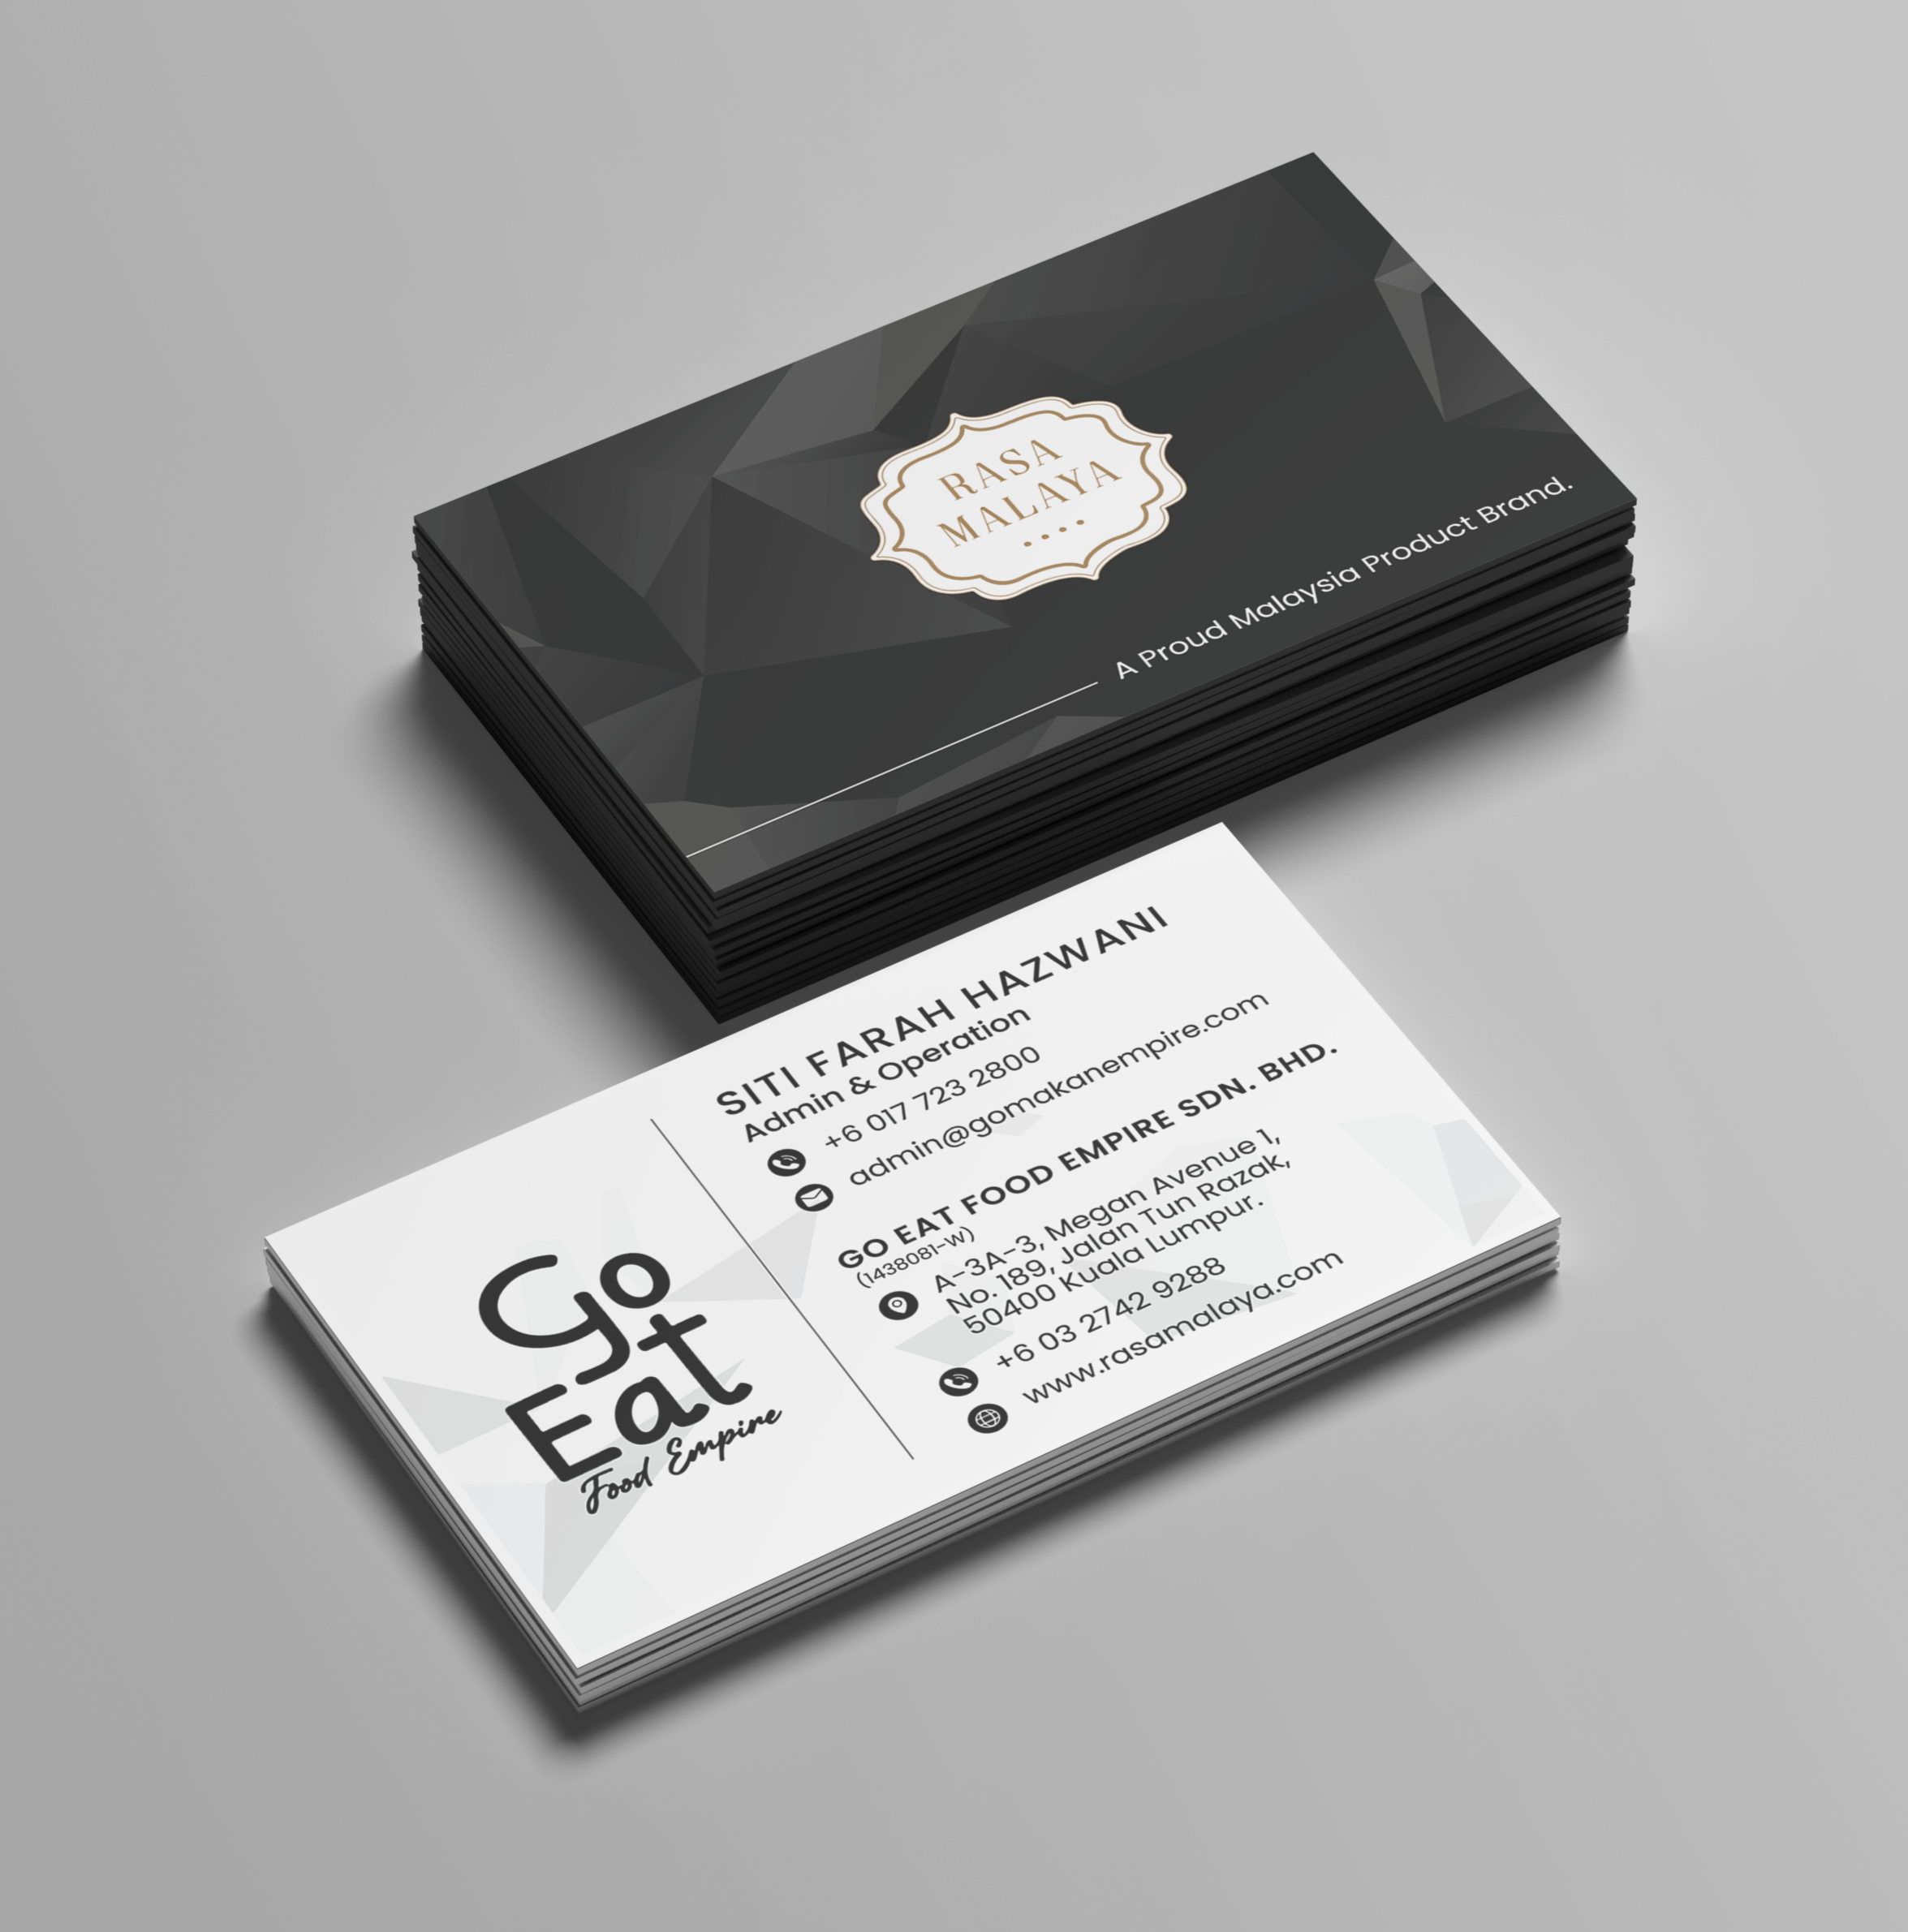 RASA
MALAYA
A Proud Malaysia Product Brand.
SITI FARAH HAZWANI
Admin & Operation
+6 017 723 2800
admin@gomakanempire.com
GO EAT FOOD EMPIRE SDN. BHD.
(1438081-W)
A-3A-3, Megan Avenue 1,
No. 189, Jalan Tun Razak,
50400 Kuala Lumpur.
+6 03 2742 9288
www.rasamalaya.com
Go
Eat
Food Empire